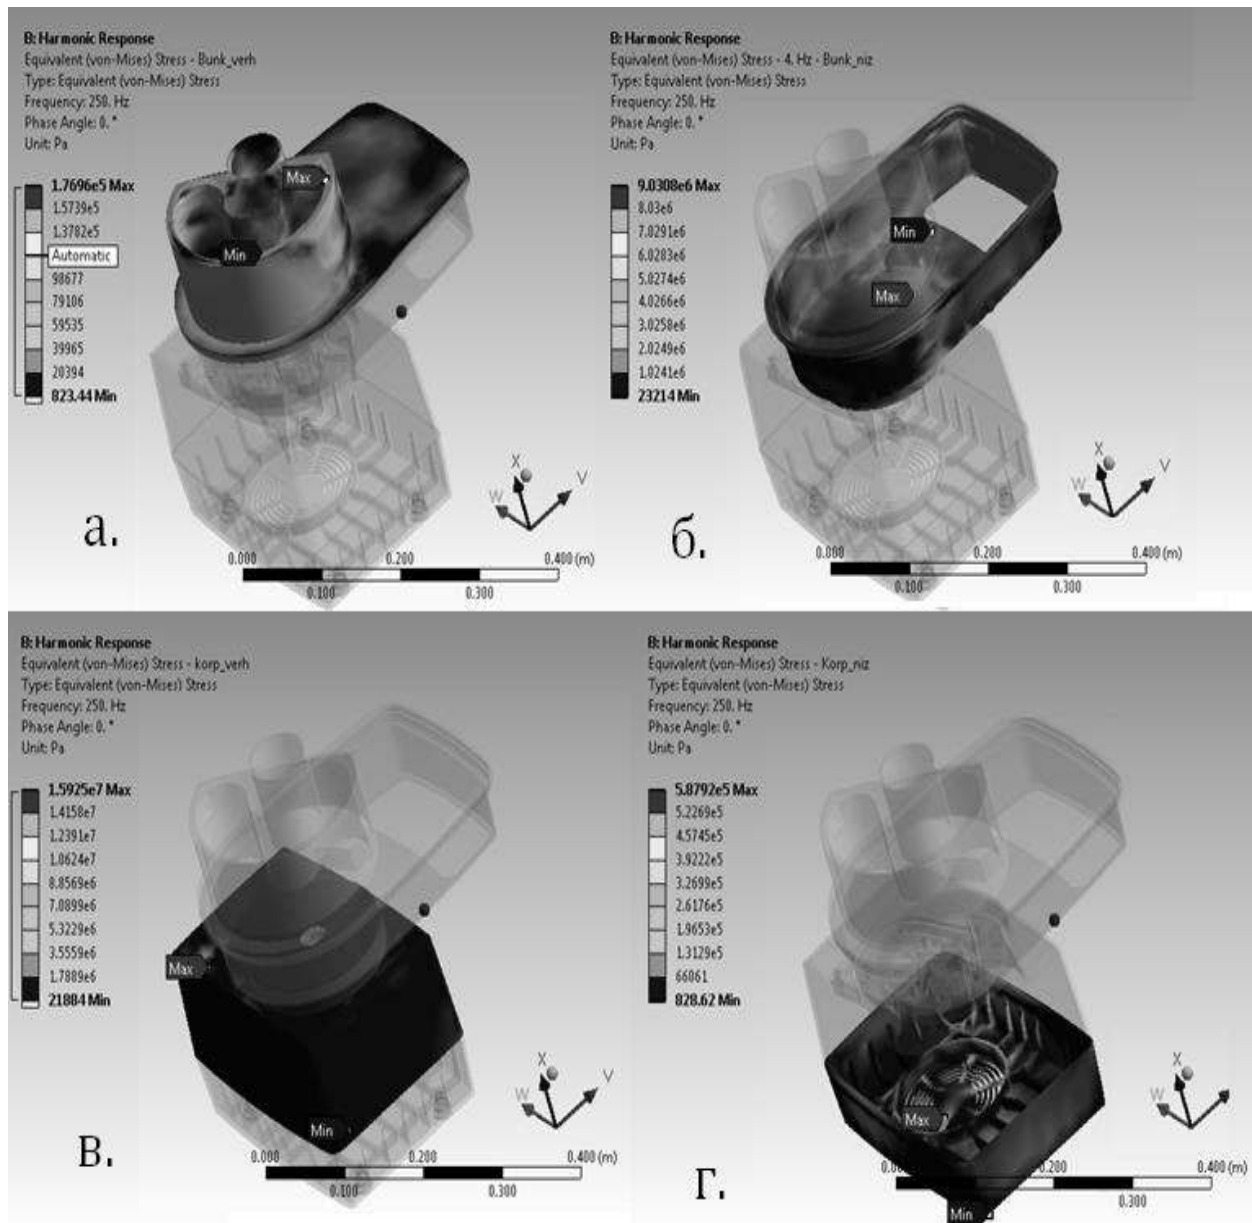 B: Harmonic Response
Equivalent (von-Mises) Stress - Bunk_verh
Type: Equivalent (von-Mises) Stress
Frequency: 250. Hz
Phase Angle: 0. °
Unit: Pa
1.7696e5 Max
1.5739e5
1.3782e5
Automatic
98677
79106
59535
39965
20394
823.44 Min
Max
Min
X
W
V
а.
0.000
0.200
0.400 (m)
0.100
0.300
B: Harmonic Response
Equivalent (von-Mises) Stress - 4. Hz - Bunk_niz
Type: Equivalent (von-Mises) Stress
Frequency: 250. Hz
Phase Angle: 0. °
Unit: Pa
9.0308e6 Max
8.03e6
7.0291e6
6.0283e6
5.0274e6
4.0266e6
3.0258e6
2.0249e6
1.0241e6
23214 Min
Min
Max
X
W
V
б.
0.000
0.200
0.400 (m)
0.100
0.300
B: Harmonic Response
Equivalent (von-Mises) Stress - korp_verh
Type: Equivalent (von-Mises) Stress
Frequency: 250. Hz
Phase Angle: 0. °
Unit: Pa
1.5925e7 Max
1.4158e7
1.2391e7
1.0624e7
8.8569e6
7.0899e6
5.3229e6
3.5559e6
1.7889e6
21884 Min
Max
Min
X
W
V
в.
0.000
0.200
0.400 (m)
0.100
0.300
B: Harmonic Response
Equivalent (von-Mises) Stress - Korp_niz
Type: Equivalent (von-Mises) Stress
Frequency: 250. Hz
Phase Angle: 0. °
Unit: Pa
5.8792e5 Max
5.2269e5
4.5745e5
3.9222e5
3.2699e5
2.6176e5
1.9653e5
1.3129e5
66061
828.62 Min
Max
Min
X
W
г.
0.000
0.200
0.400 (m)
0.300